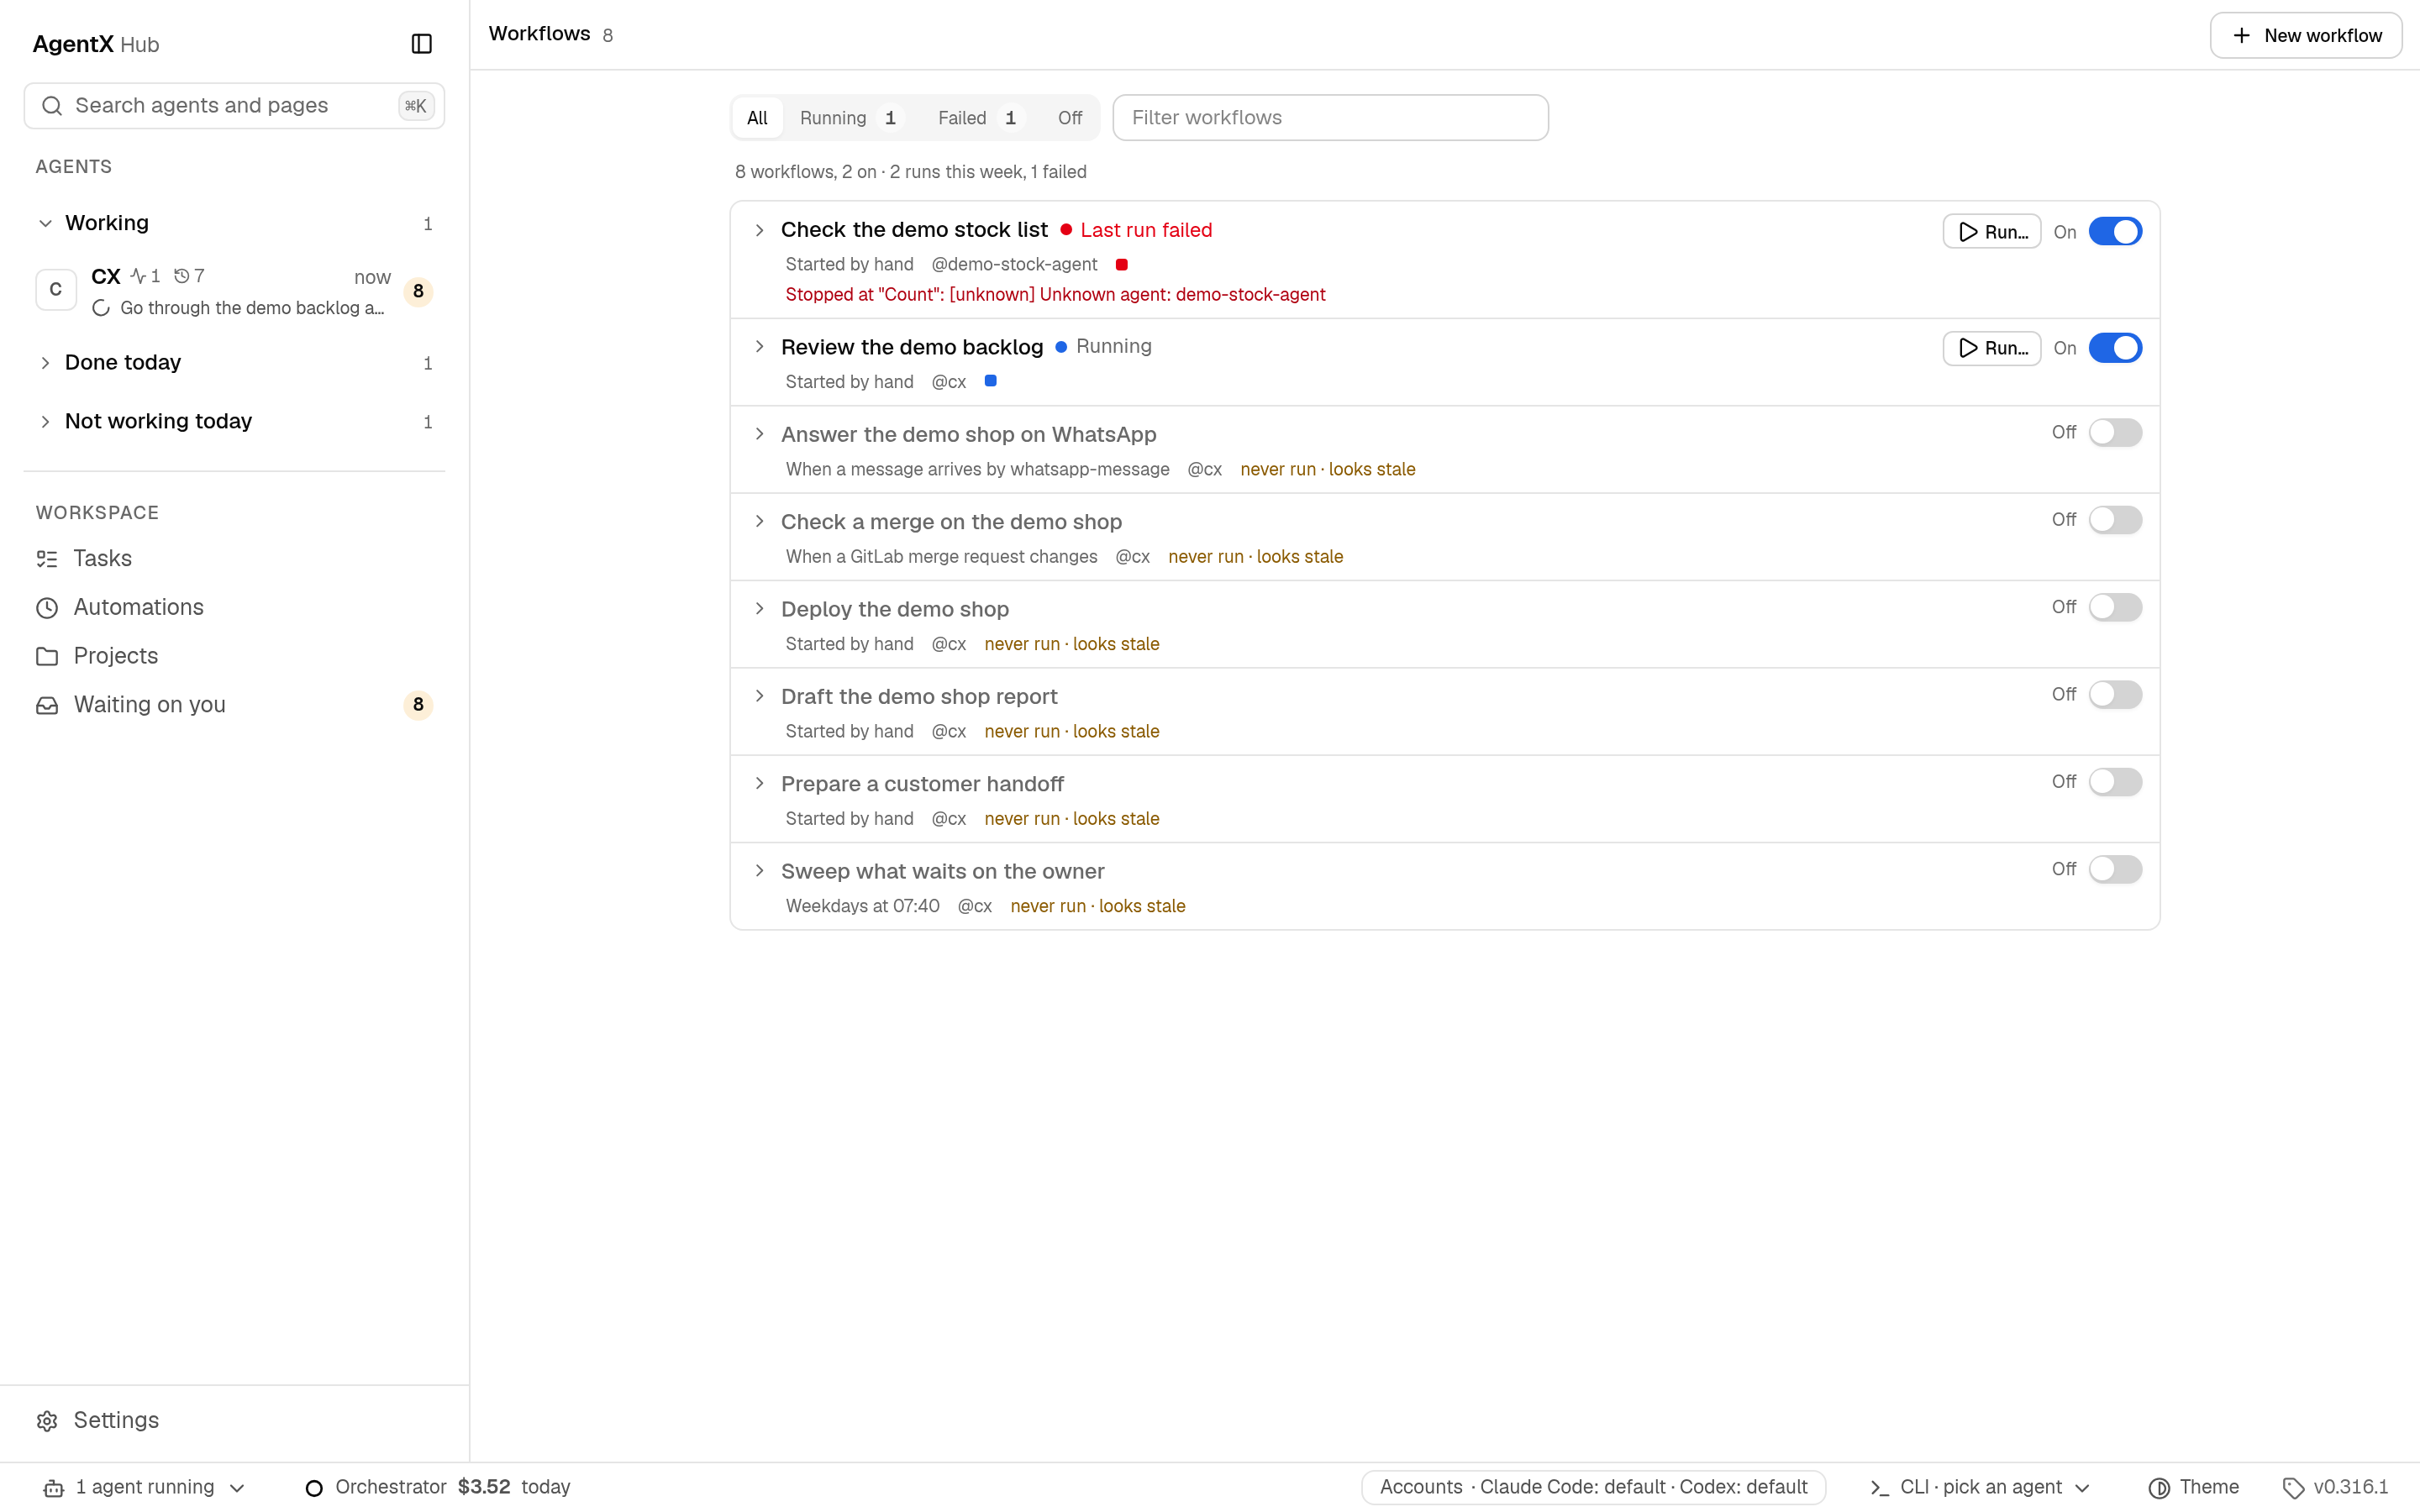 AgentX Hub
Search agents and pages ⌘K
AGENTS
Working 1
C CX 1 7 now 8
Go through the demo backlog a...
Done today 1
Not working today 1
WORKSPACE
Tasks
Automations
Projects
Waiting on you 8
Settings
Workflows 8
New workflow
All Running 1 Failed 1 Off Filter workflows
8 workflows, 2 on · 2 runs this week, 1 failed
Check the demo stock list Last run failed Run... On
Started by hand @demo-stock-agent
Stopped at "Count": [unknown] Unknown agent: demo-stock-agent
Review the demo backlog Running Run... On
Started by hand @cx
Answer the demo shop on WhatsApp Off
When a message arrives by whatsapp-message @cx never run · looks stale
Check a merge on the demo shop Off
When a GitLab merge request changes @cx never run · looks stale
Deploy the demo shop Off
Started by hand @cx never run · looks stale
Draft the demo shop report Off
Started by hand @cx never run · looks stale
Prepare a customer handoff Off
Started by hand @cx never run · looks stale
Sweep what waits on the owner Off
Weekdays at 07:40 @cx never run · looks stale
1 agent running Orchestrator $3.52 today Accounts · Claude Code: default · Codex: default CLI · pick an agent Theme v0.316.1